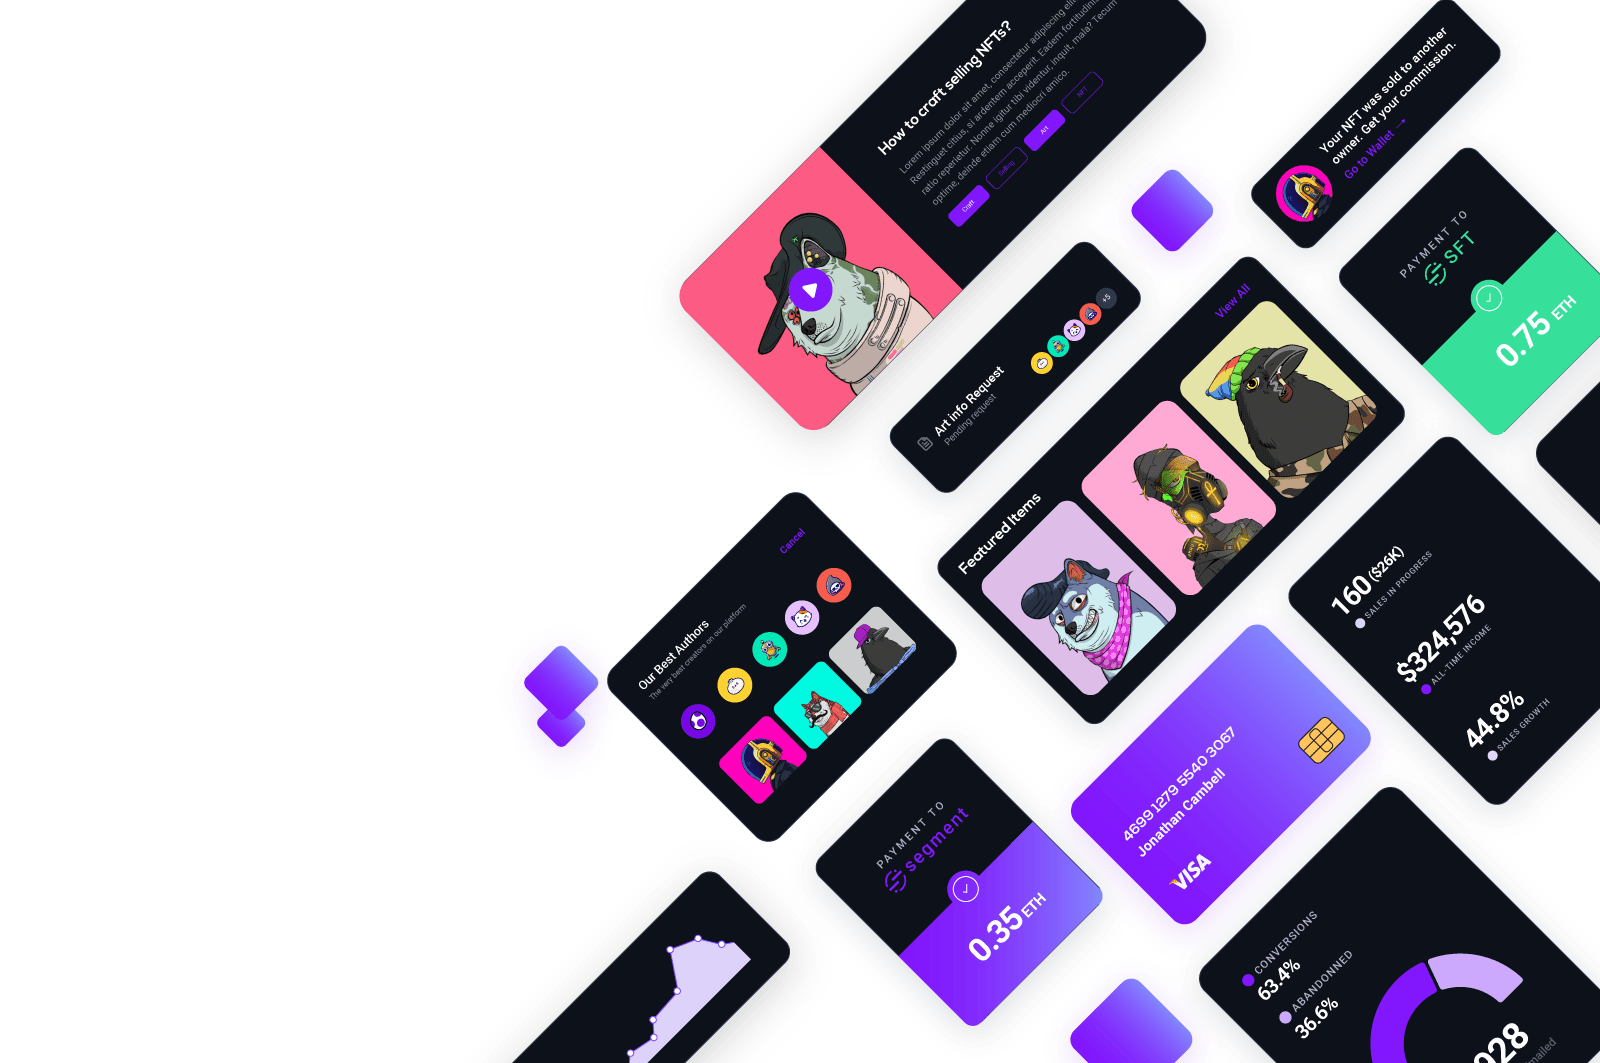 How to craft selling NFTs?
Lorem ipsum dolor sit amet, consectetur adipiscing
Restinguet citius, si ardentem acceperit. Eadem fortitudinis
ratio reperietur. Nonne igitur tibi videntur, inquit, mala? Tecum
optime, deinde etiam cum mediocri amico.
Craft
Selling
Art
NFT
Your NFT was sold to another
owner. Get your commission.
Go to Wallet →
PAYMENT TO
SFT
0.75 ETH
Art info Request
Pending request
+5
Featured Items
View All
Our Best Authors
The very best creators on our platform
Cancel
160 ($26K)
SALES IN PROGRESS
$324,576
ALL-TIME INCOME
44.8%
SALES GROWTH
4699 1279 5540 3067
Jonathan Cambell
VISA
PAYMENT TO
segment
0.35 ETH
CONVERSIONS
63.4%
ABANDONNED
36.6%
028